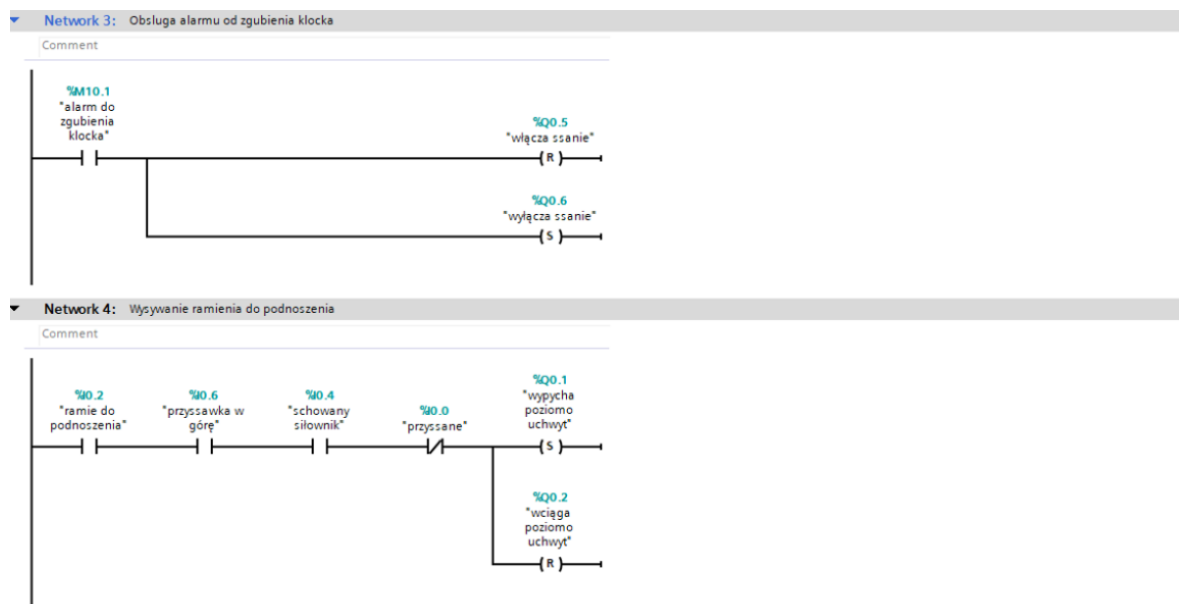 Network 3: Obsluga alarmu od zgubienia klocka
Comment
%M10.1
"alarm do
zgubienia
klocka"
%Q0.5
"włącza ssanie"
R
%Q0.6
"wyłącza ssanie"
S
Network 4: Wysywanie ramienia do podnoszenia
Comment
%I0.2
"ramie do
podnoszenia"
%I0.6
"przyssawka w
górę"
%I0.4
"schowany
siłownik"
%I0.0
"przyssane"
%Q0.1
"wypycha
poziomo
uchwyt"
S
%Q0.2
"wciąga
poziomo
uchwyt"
R